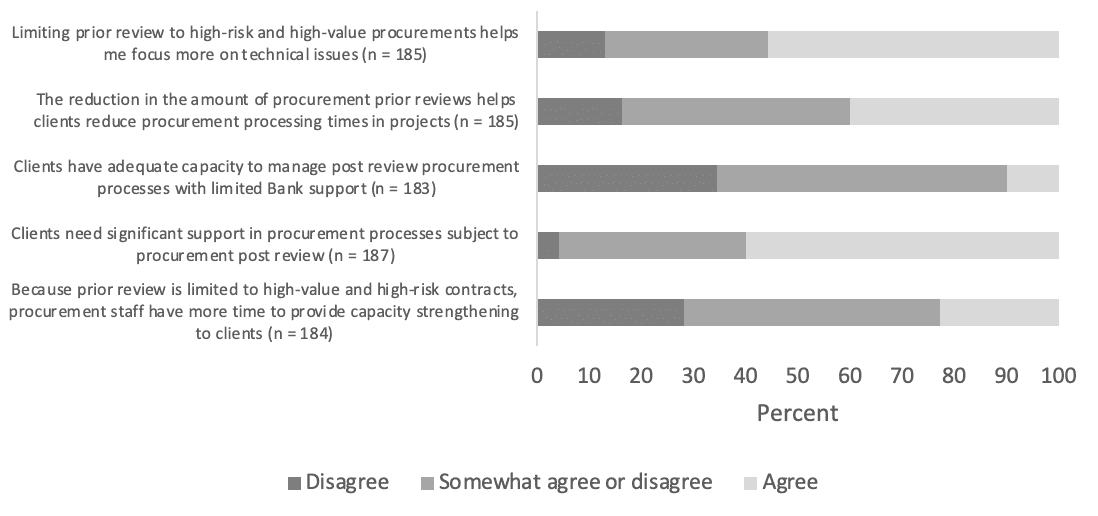 Limiting prior review to high-risk and high-value procurements helps
me focus more on technical issues (n = 185)
The reduction in the amount of procurement prior reviews helps
clients reduce procurement processing times in projects (n = 185)
Clients have adequate capacity to manage post review procurement
processes with limited Bank support (n = 183)
Clients need significant support in procurement processes subject to
procurement post review (n = 187)
Because prior review is limited to high-value and high-risk contracts,
procurement staff have more time to provide capacity strengthening
to clients (n = 184)
0 10 20 30 40 50 60 70 80 90 100
Percent
Disagree Somewhat agree or disagree Agree